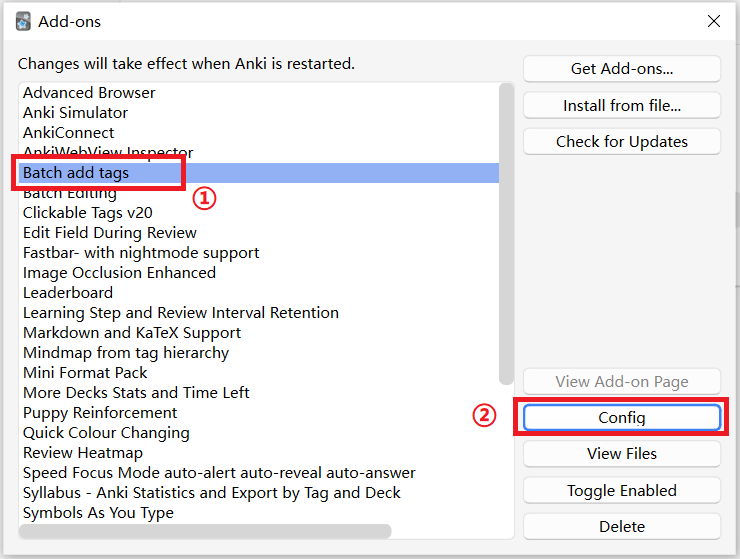 Add-ons
Changes will take effect when Anki is restarted.
Advanced Browser
Anki Simulator
AnkiConnect
AnkiWebView Inspector
Batch add tags
①
Batch Editing
Clickable Tags v20
Edit Field During Review
Fastbar- with nightmode support
Image Occlusion Enhanced
Leaderboard
Learning Step and Review Interval Retention
Markdown and KaTeX Support
Mindmap from tag hierarchy
Mini Format Pack
More Decks Stats and Time Left
Puppy Reinforcement
Quick Colour Changing
Review Heatmap
Speed Focus Mode auto-alert auto-reveal auto-answer
Syllabus - Anki Statistics and Export by Tag and Deck
Symbols As You Type
Get Add-ons...
Install from file...
Check for Updates
View Add-on Page
②
Config
View Files
Toggle Enabled
Delete